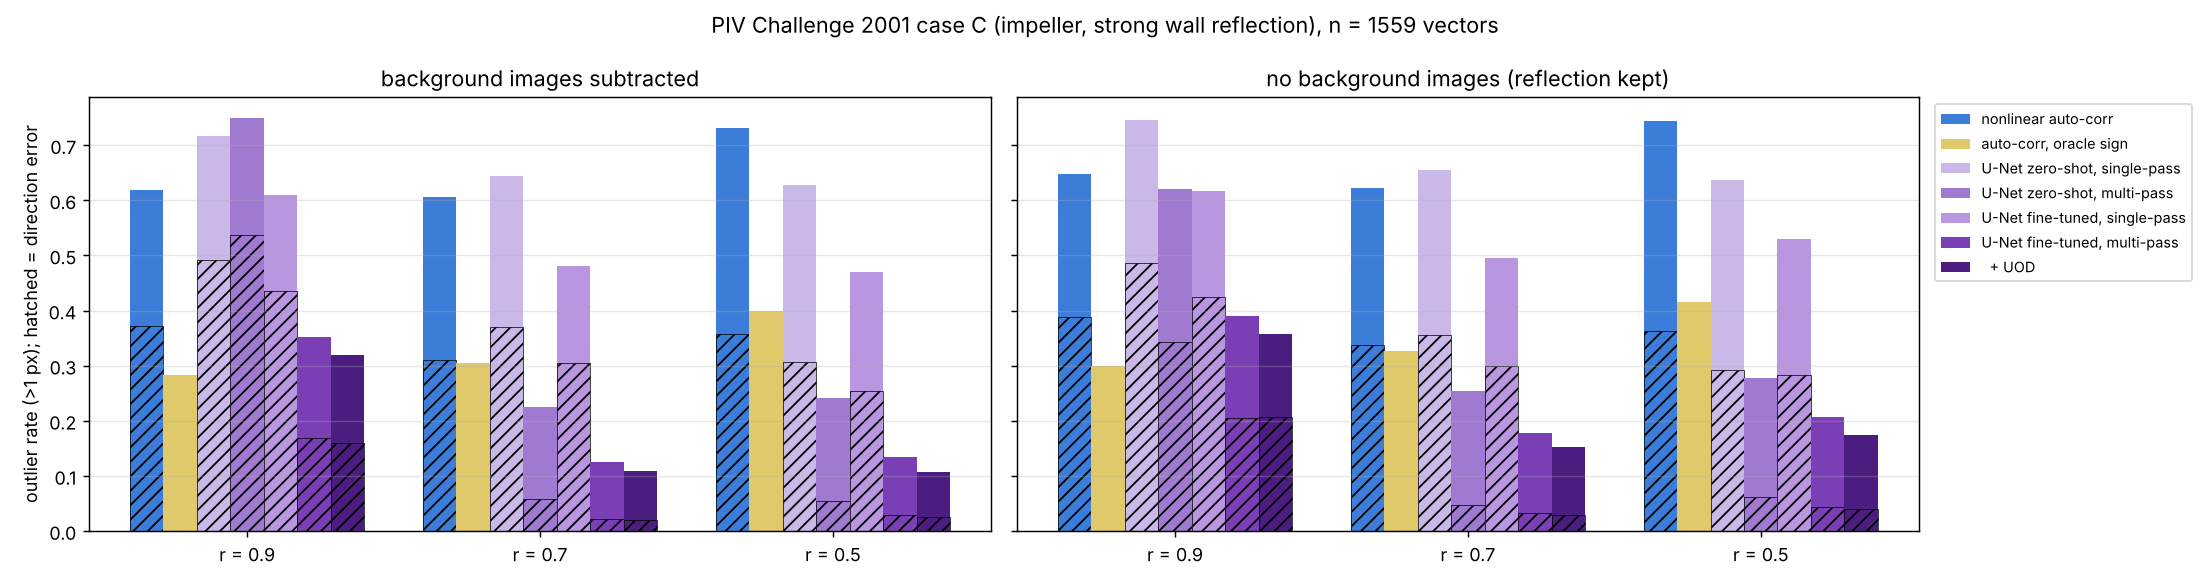 PIV Challenge 2001 case C (impeller, strong wall reflection), n = 1559 vectors
background images subtracted
no background images (reflection kept)
outlier rate (>1 px); hatched = direction error
0.7
0.6
0.5
0.4
0.3
0.2
0.1
0.0
r = 0.9
r = 0.7
r = 0.5
r = 0.9
r = 0.7
r = 0.5
nonlinear auto-corr
auto-corr, oracle sign
U-Net zero-shot, single-pass
U-Net zero-shot, multi-pass
U-Net fine-tuned, single-pass
U-Net fine-tuned, multi-pass
+ UOD